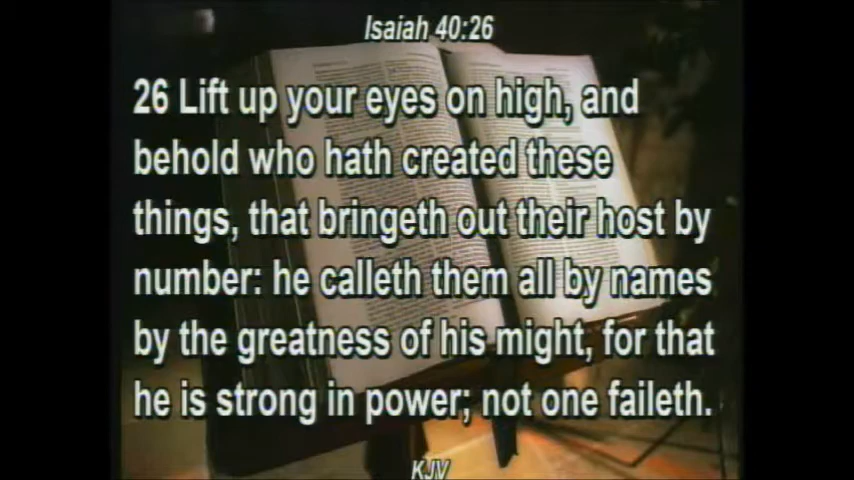 Isaiah 40:26
26 Lift up your eyes on high, and
behold who hath created these
things, that bringeth out their host by
number: he calleth them all by names
by the greatness of his might, for that
he is strong in power; not one faileth.
KJV